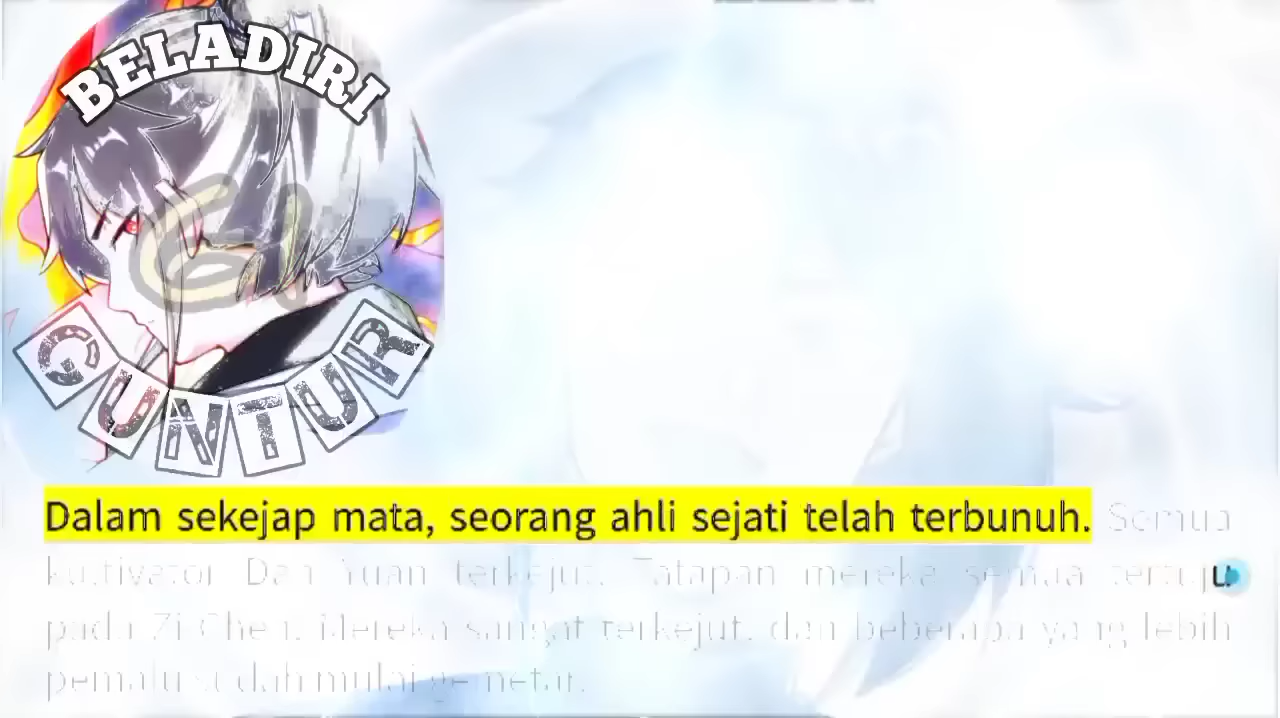 BELADIRI
GUNTUR
Dalam sekejap mata, seorang ahli sejati telah terbunuh. Semua
kultivator Dan Yuan terkejut. Tatapan mereka semua tertuju
pada Zi Chen. Mereka sangat terkejut, dan beberapa yang lebih
pemalu sudah mulai gemetar.